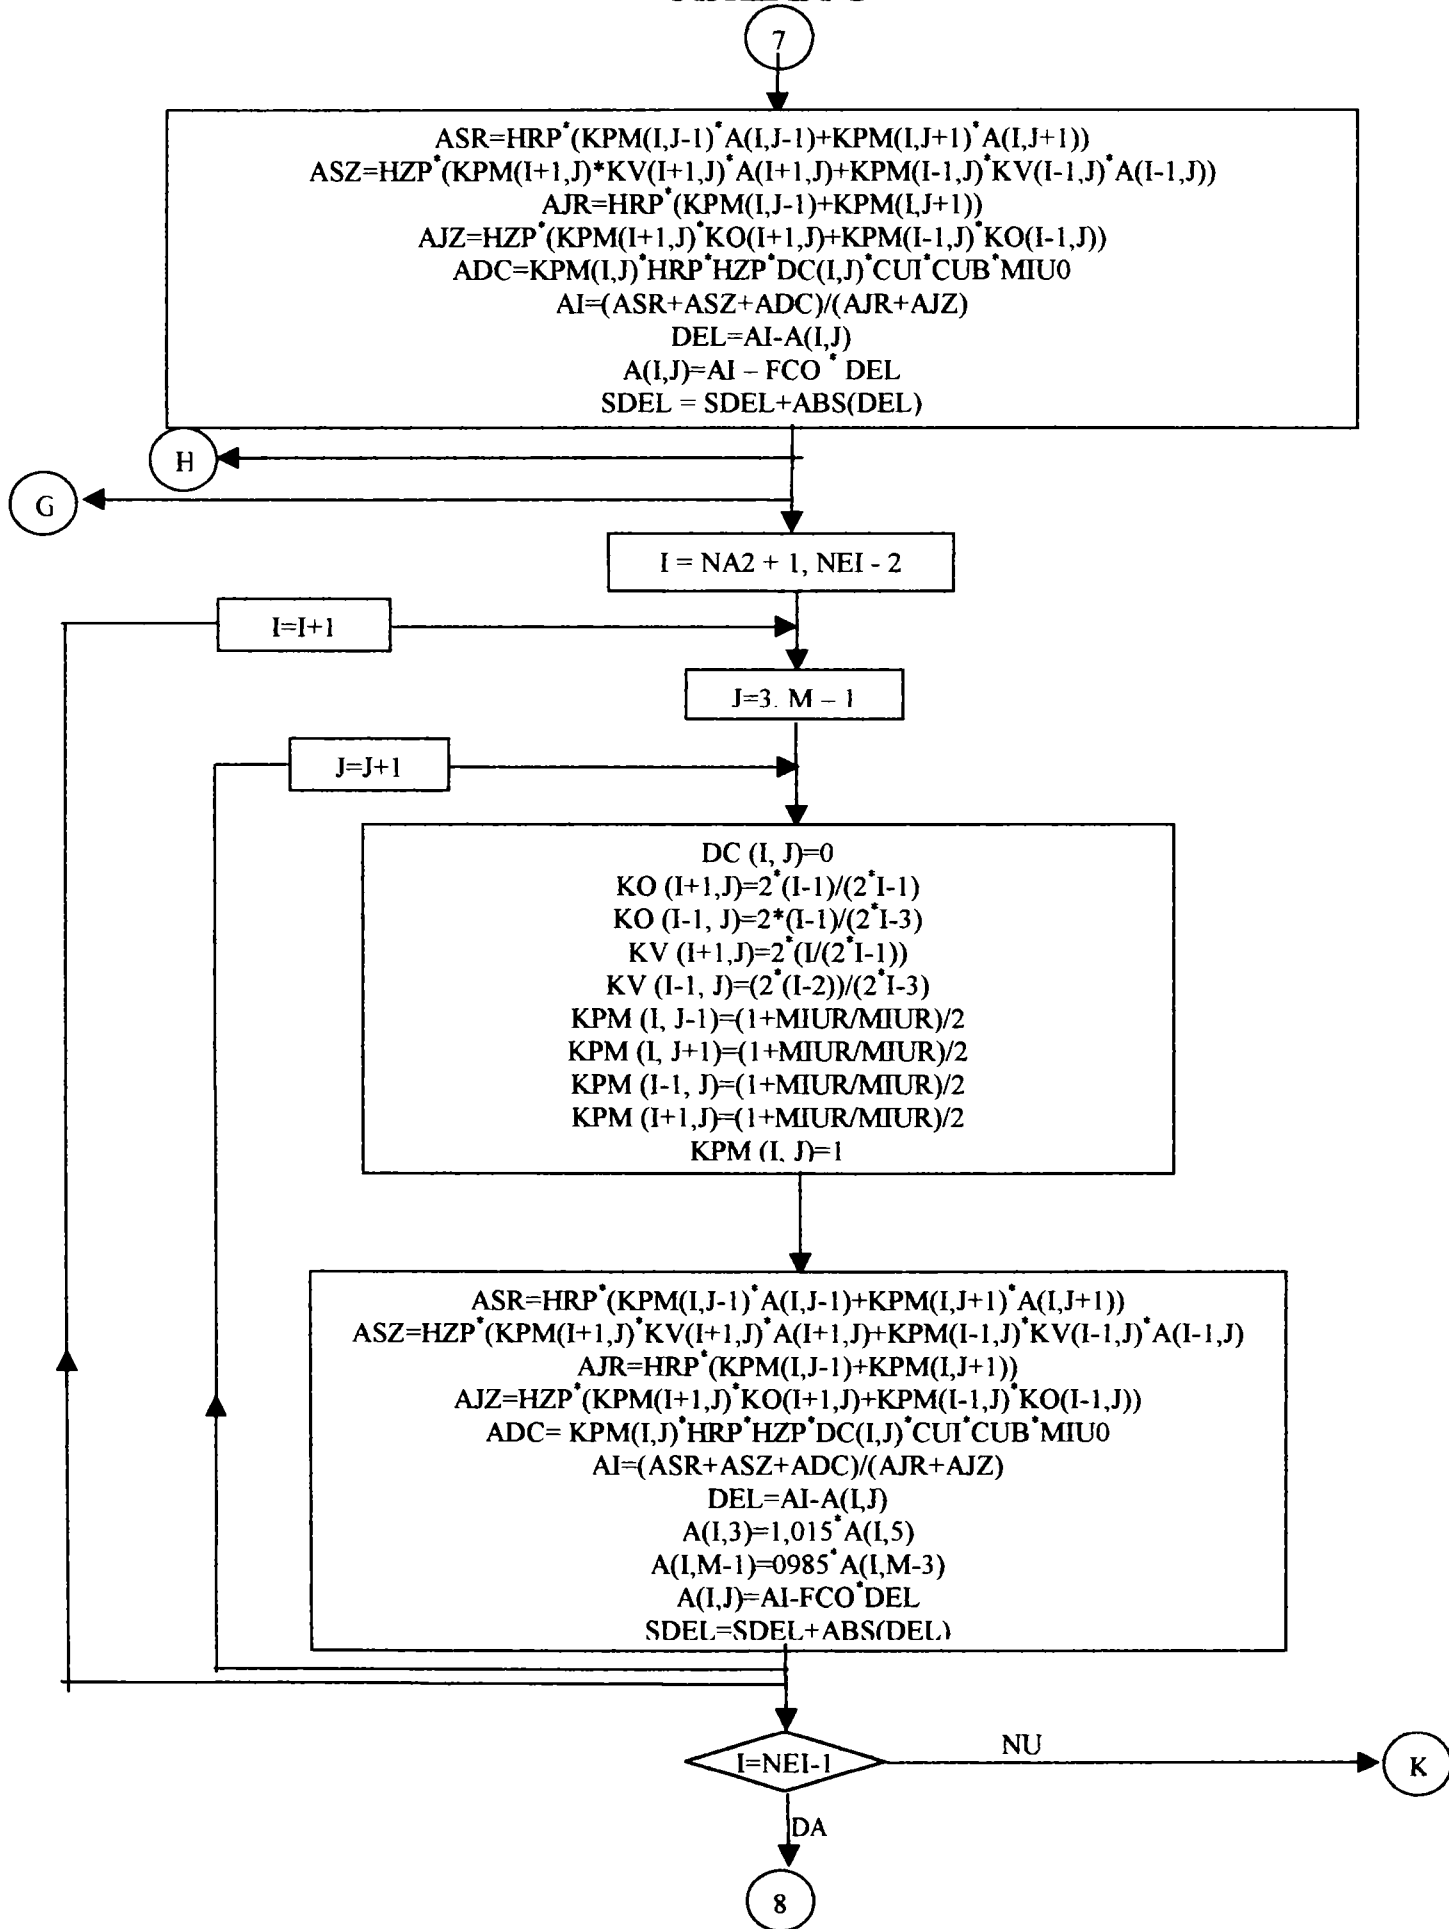 7
ASR=HRP*(KPM(I,J-1)*A(I,J-1)+KPM(I,J+1)*A(I,J+1))
ASZ=HZP*(KPM(I+1,J)*KV(I+1,J)*A(I+1,J)+KPM(I-1,J)*KV(I-1,J)*A(I-1,J))
AJR=HRP*(KPM(I,J-1)+KPM(I,J+1))
AJZ=HZP*(KPM(I+1,J)*KO(I+1,J)+KPM(I-1,J)*KO(I-1,J))
ADC=KPM(I,J)*HRP*HZP*DC(I,J)*CUI*CUB*MIU0
AI=(ASR+ASZ+ADC)/(AJR+AJZ)
DEL=AI-A(I,J)
A(I,J)=AI – FCO * DEL
SDEL = SDEL+ABS(DEL)
H
G
I = NA2 + 1, NEI - 2
I=I+1
J=3. M – 1
J=J+1
DC (I, J)=0
KO (I+1,J)=2*(I-1)/(2*I-1)
KO (I-1, J)=2*(I-1)/(2*I-3)
KV (I+1,J)=2*(I/(2*I-1))
KV (I-1, J)=(2*(I-2))/(2*I-3)
KPM (I, J-1)=(1+MIUR/MIUR)/2
KPM (I, J+1)=(1+MIUR/MIUR)/2
KPM (I-1, J)=(1+MIUR/MIUR)/2
KPM (I+1,J)=(1+MIUR/MIUR)/2
KPM (I, J)=1
ASR=HRP*(KPM(I,J-1)*A(I,J-1)+KPM(I,J+1)*A(I,J+1))
ASZ=HZP*(KPM(I+1,J)*KV(I+1,J)*A(I+1,J)+KPM(I-1,J)*KV(I-1,J)*A(I-1,J)
AJR=HRP*(KPM(I,J-1)+KPM(I,J+1))
AJZ=HZP*(KPM(I+1,J)*KO(I+1,J)+KPM(I-1,J)*KO(I-1,J))
ADC= KPM(I,J)*HRP*HZP*DC(I,J)*CUI*CUB*MIU0
AI=(ASR+ASZ+ADC)/(AJR+AJZ)
DEL=AI-A(I,J)
A(I,3)=1,015*A(I,5)
A(I,M-1)=0985*A(I,M-3)
A(I,J)=AI-FCO*DEL
SDEL=SDEL+ABS(DEL)
I=NEI-1
NU
K
DA
8